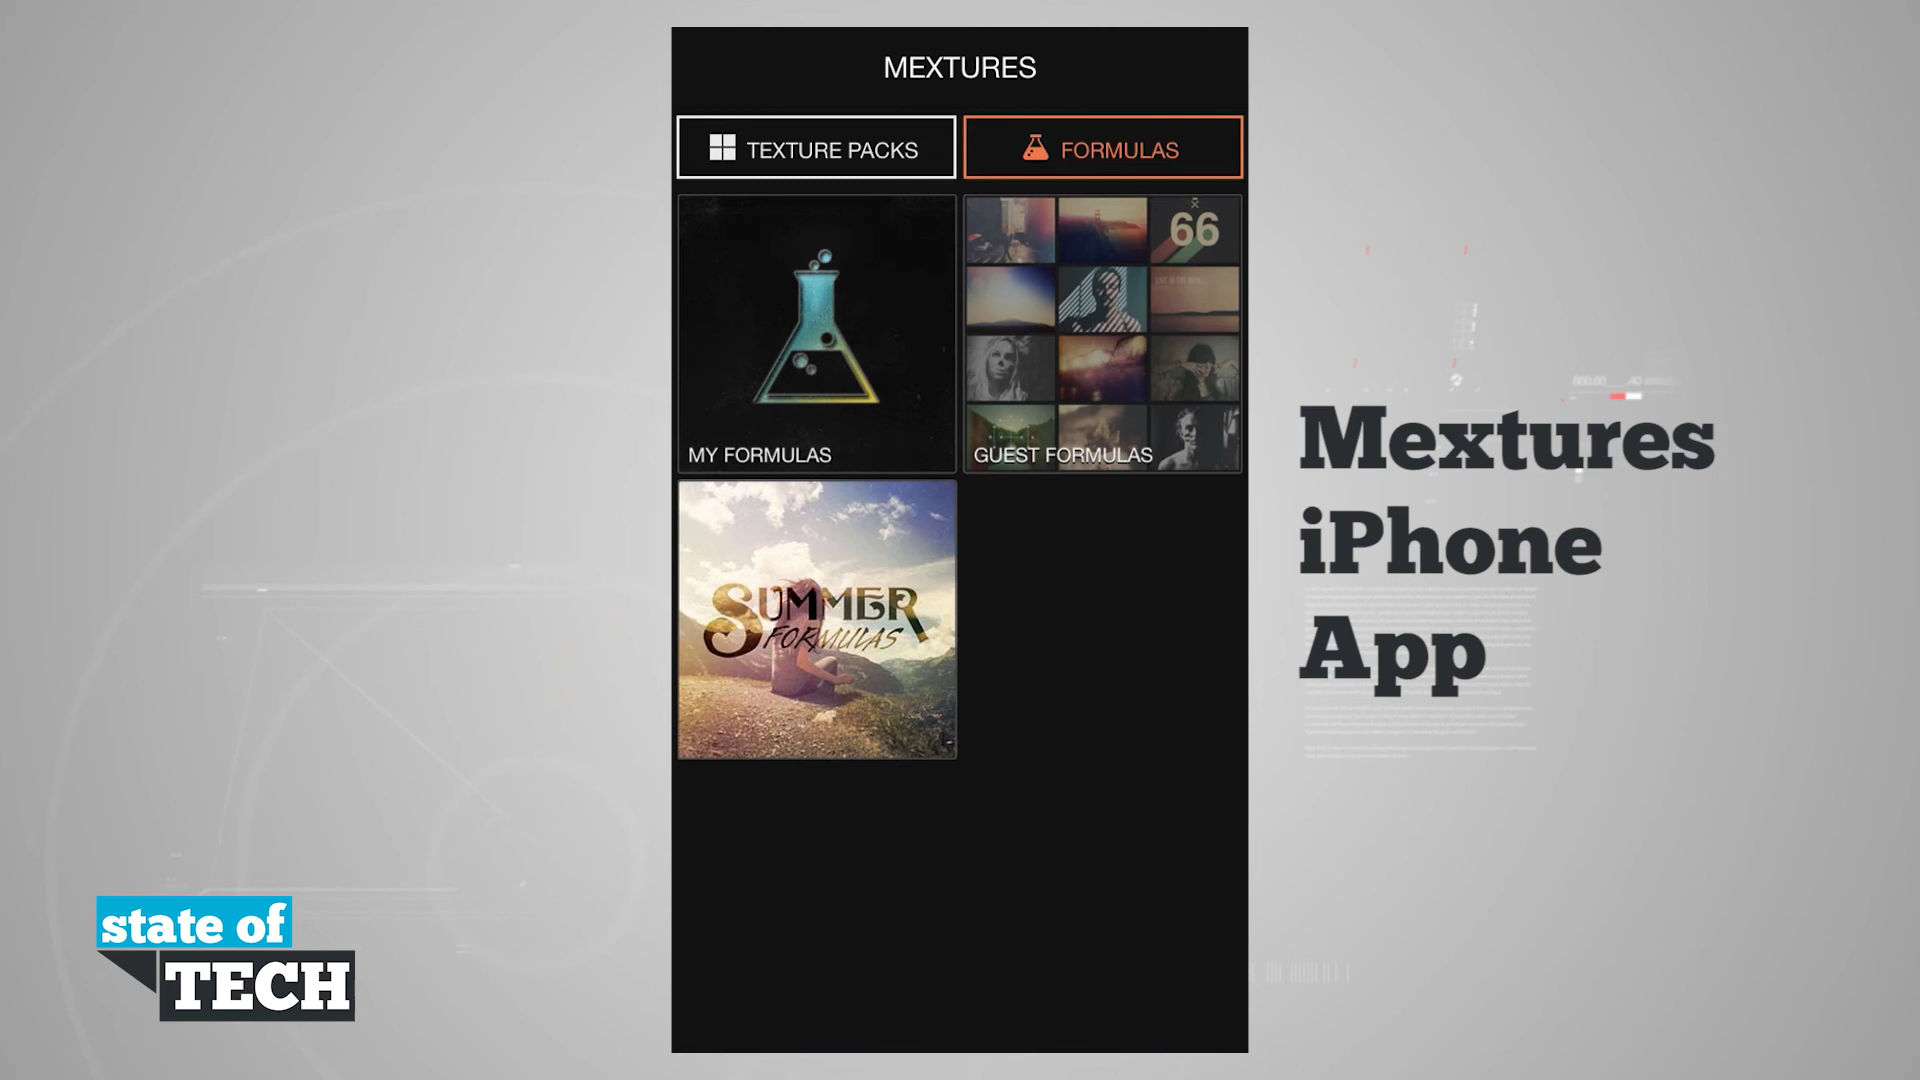 MEXTURES
TEXTURE PACKS
FORMULAS
66
MY FORMULAS
GUEST FORMULAS
SUMMER
FORMULAS
Mextures
iPhone
App
state of
TECH